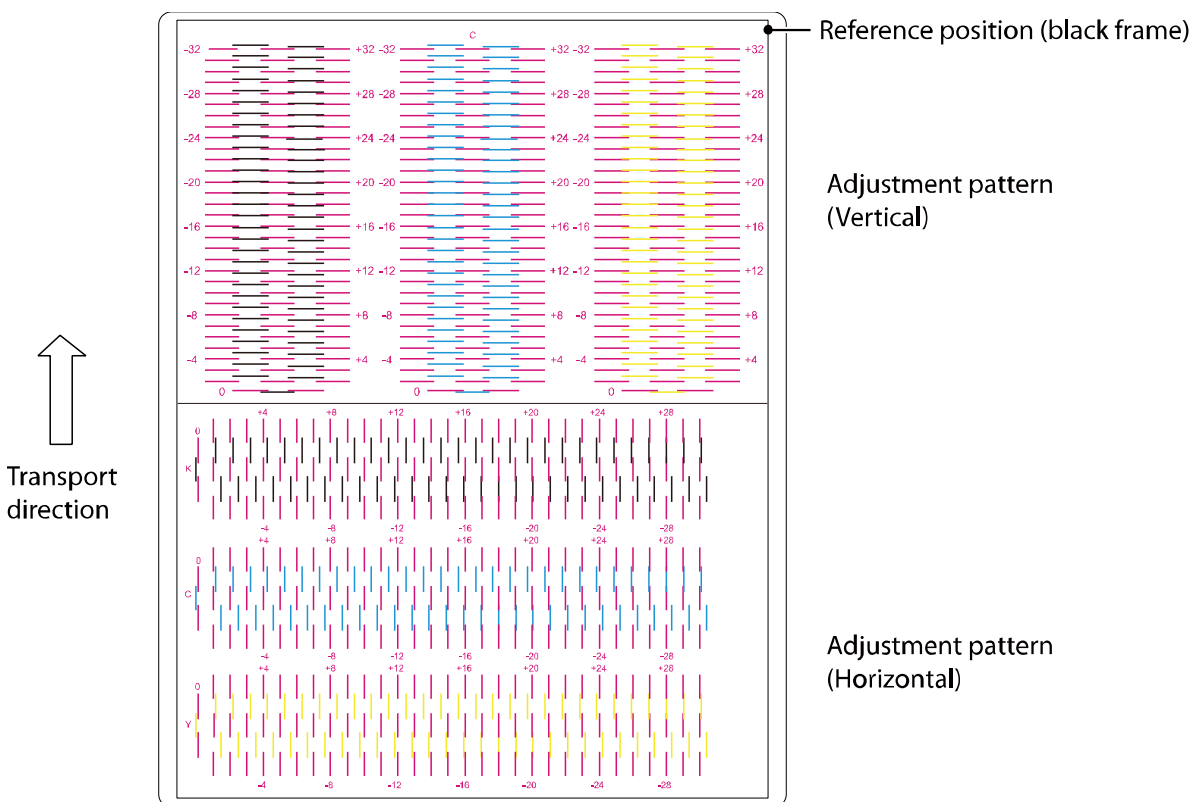 C
Reference position (black frame)
-32 +32 -32 +32 -32 +32
-28 +28 -28 +28 -28 +28
-24 +24 -24 +24 -24 +24
Adjustment pattern
(Vertical)
-20 +20 -20 +20 -20 +20
-16 +16 -16 +16 -16 +16
-12 +12 -12 +12 -12 +12
-8 +8 -8 +8 -8 +8
-4 +4 -4 +4 -4 +4
0 0 0
Transport
direction
+4 +8 +12 +16 +20 +24 +28
0
K
-4 -8 -12 -16 -20 -24 -28
+4 +8 +12 +16 +20 +24 +28
0
C
-4 -8 -12 -16 -20 -24 -28
Adjustment pattern
(Horizontal)
+4 +8 +12 +16 +20 +24 +28
0
Y
-4 -8 -12 -16 -20 -24 -28